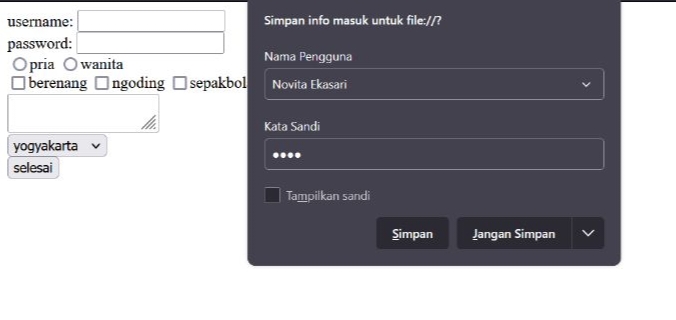 username:
password:
pria wanita
berenang ngoding sepakbol
yogyakarta
selesai
Simpan info masuk untuk file://?
Nama Pengguna
Novita Ekasari
Kata Sandi
••••
Tampilkan sandi
Simpan Jangan Simpan